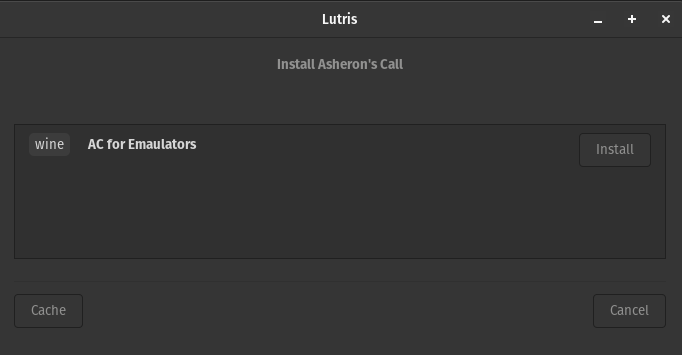 Lutris
Install Asheron's Call
wine AC for Emaulators Install
Cache Cancel